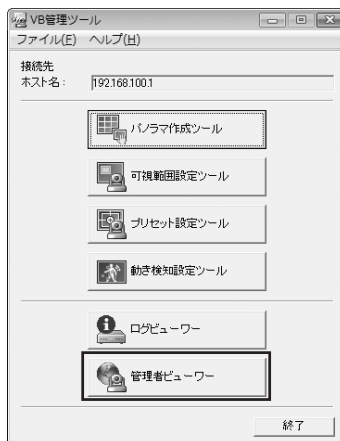 VB管理ツール
ファイル(F) ヘルプ(H)
接続先
ホスト名： 192.168.100.1
パノラマ作成ツール
可視範囲設定ツール
プリセット設定ツール
動き検知設定ツール
ログビューワー
管理者ビューワー
終了